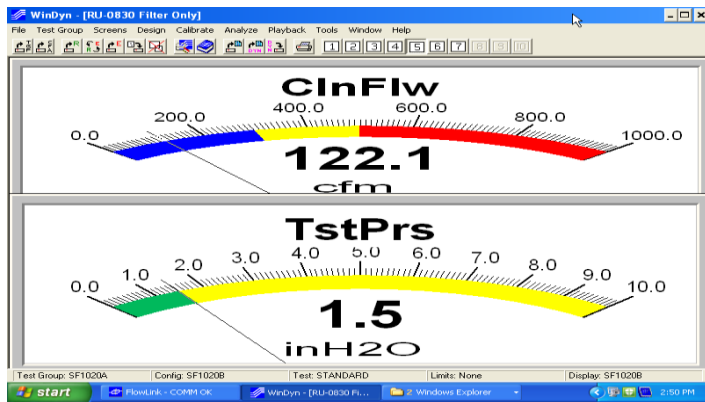 WinDyn - [RU-0830 Filter Only]
File Test Group Screens Design Calibrate Analyze Playback Tools Window Help
1 2 3 4 5 6 7 8 9 10
ClnFlw
0.0 200.0 400.0 600.0 800.0 1000.0
122.1
cfm
TstPrs
0.0 1.0 2.0 3.0 4.0 5.0 6.0 7.0 8.0 9.0 10.0
1.5
inH2O
Test Group: SF1020A Config: SF1020B Test: STANDARD Limits: None Display: SF1020B
start FlowLink - COMM OK WinDyn - [RU-0830 Fi... 2 Windows Explorer 2:50 PM